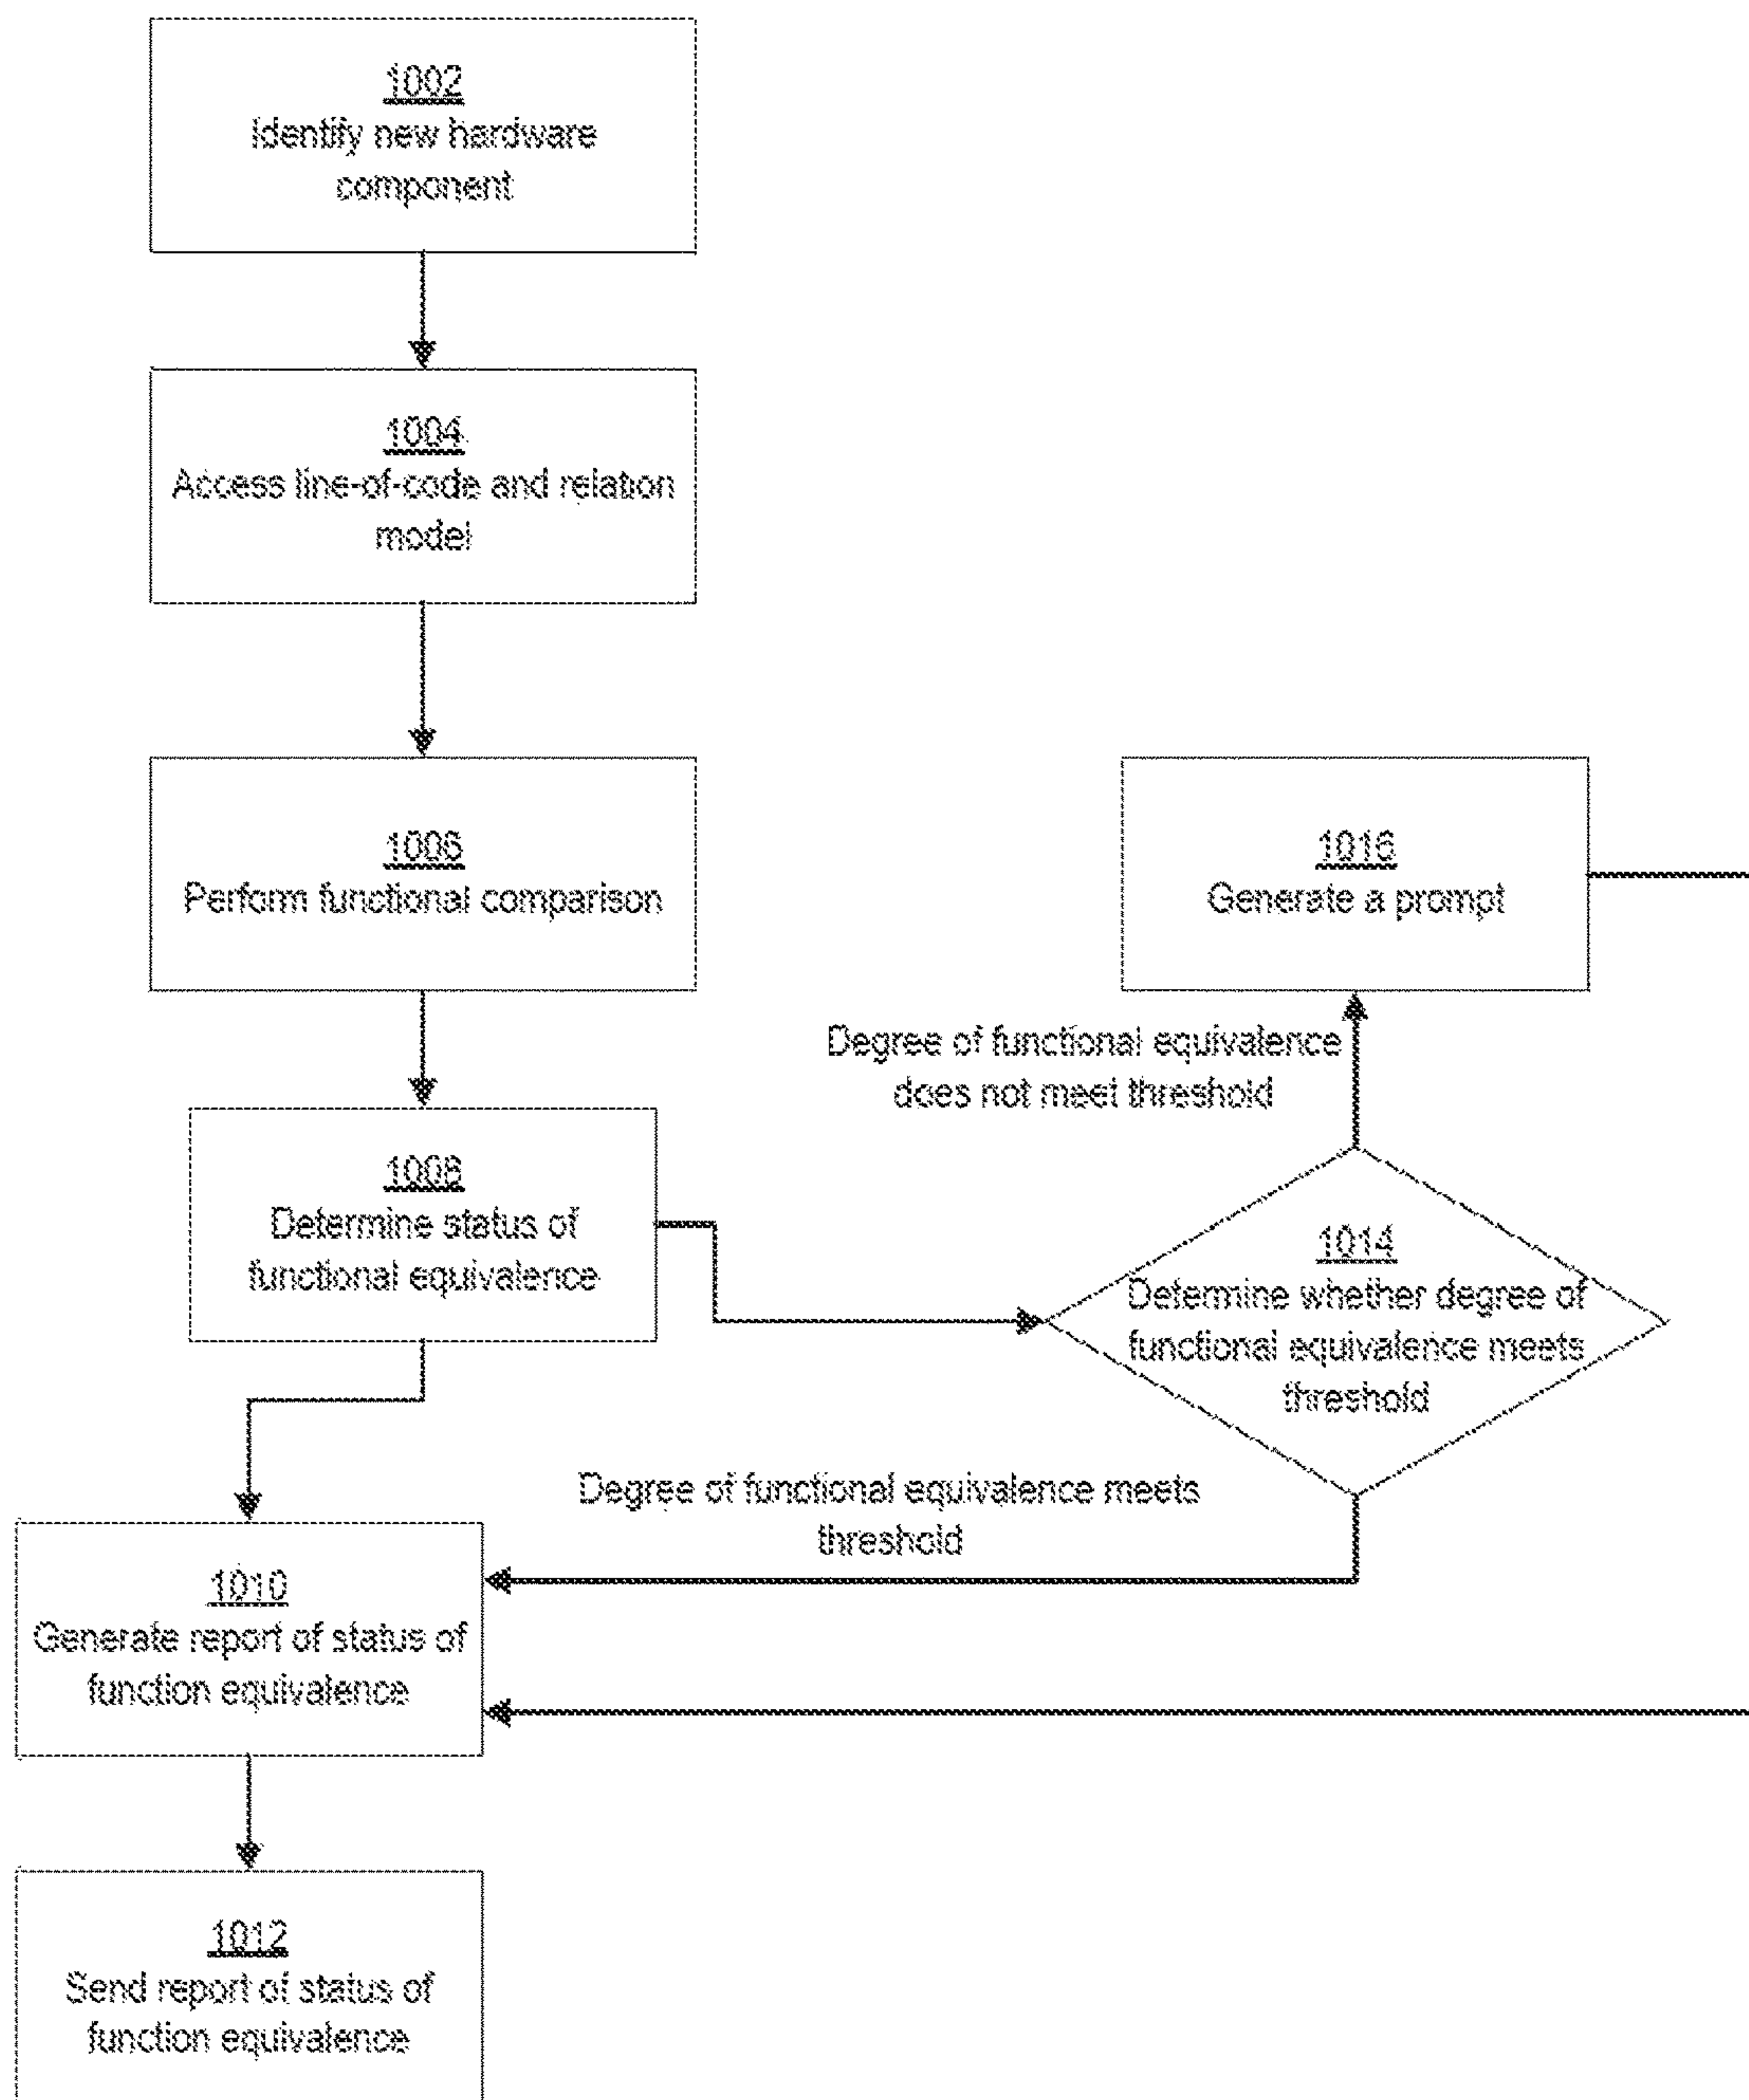 1002
Identify new hardware
component
1004
Access line-of-code and relation
model
1006
Perform functional comparison
1016
Generate a prompt
Degree of functional equivalence
does not meet threshold
1008
Determine status of
functional equivalence
1014
Determine whether degree of
functional equivalence meets
threshold
Degree of functional equivalence meets
threshold
1010
Generate report of status of
function equivalence
1012
Send report of status of
function equivalence